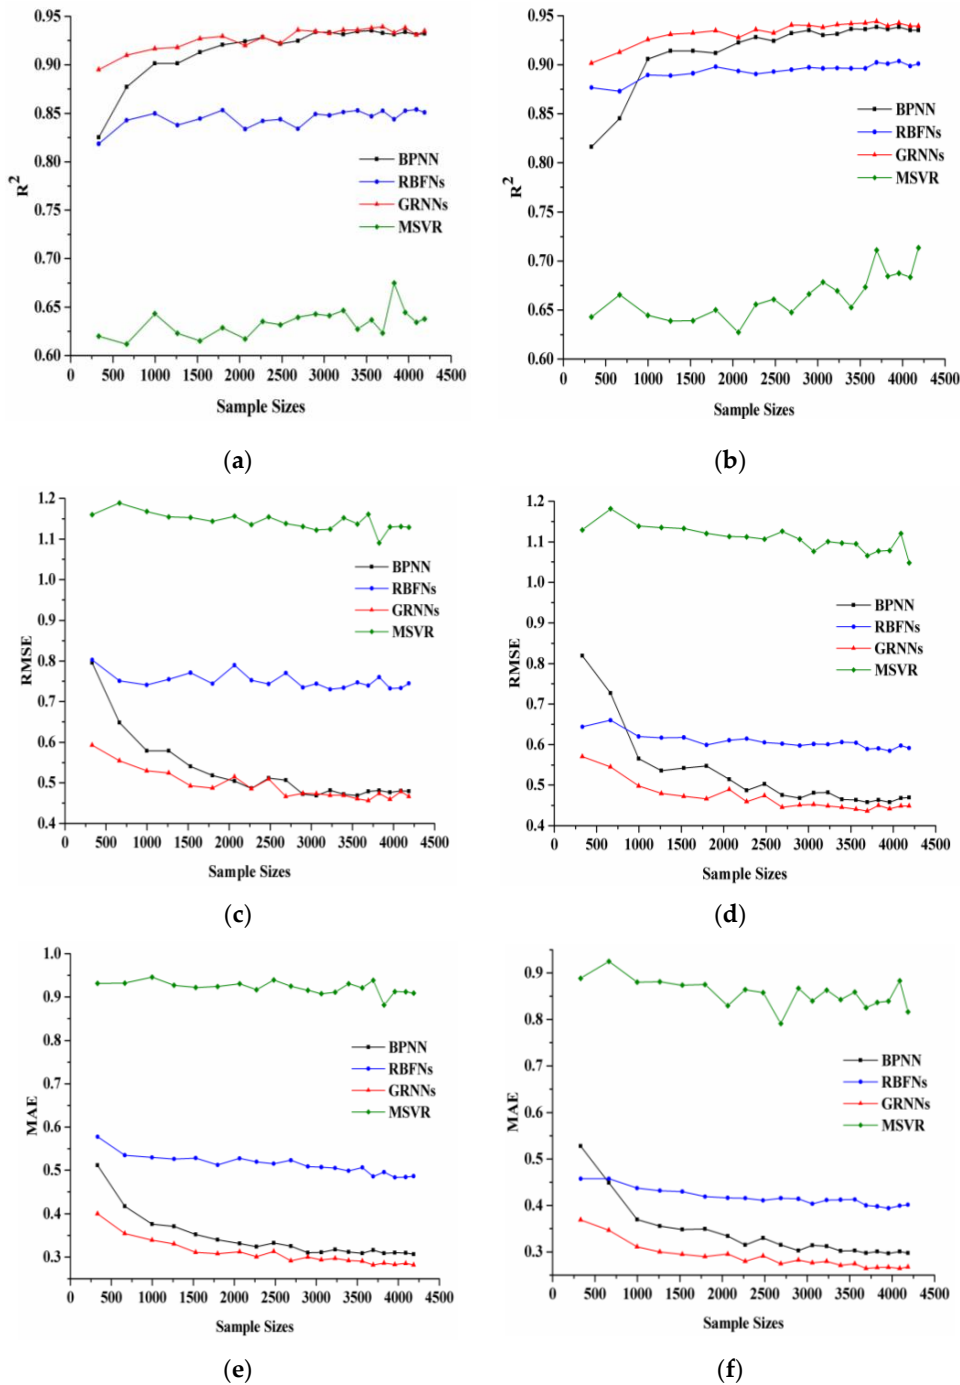 0.95
0.90
0.85
0.80
0.75
0.70
0.65
0.60
R2
BPNN
RBFNs
GRNNs
MSVR
0 500 1000 1500 2000 2500 3000 3500 4000 4500
Sample Sizes
(a)
0.95
0.90
0.85
0.80
0.75
0.70
0.65
0.60
R2
BPNN
RBFNs
GRNNs
MSVR
0 500 1000 1500 2000 2500 3000 3500 4000 4500
Sample Sizes
(b)
1.2
1.1
1.0
0.9
0.8
0.7
0.6
0.5
0.4
RMSE
BPNN
RBFNs
GRNNs
MSVR
0 500 1000 1500 2000 2500 3000 3500 4000 4500
Sample Sizes
(c)
1.2
1.1
1.0
0.9
0.8
0.7
0.6
0.5
0.4
RMSE
BPNN
RBFNs
GRNNs
MSVR
0 500 1000 1500 2000 2500 3000 3500 4000 4500
Sample Sizes
(d)
1.0
0.9
0.8
0.7
0.6
0.5
0.4
0.3
MAE
BPNN
RBFNs
GRNNs
MSVR
0 500 1000 1500 2000 2500 3000 3500 4000 4500
Sample Sizes
(e)
0.9
0.8
0.7
0.6
0.5
0.4
0.3
MAE
BPNN
RBFNs
GRNNs
MSVR
0 500 1000 1500 2000 2500 3000 3500 4000 4500
Sample Sizes
(f)